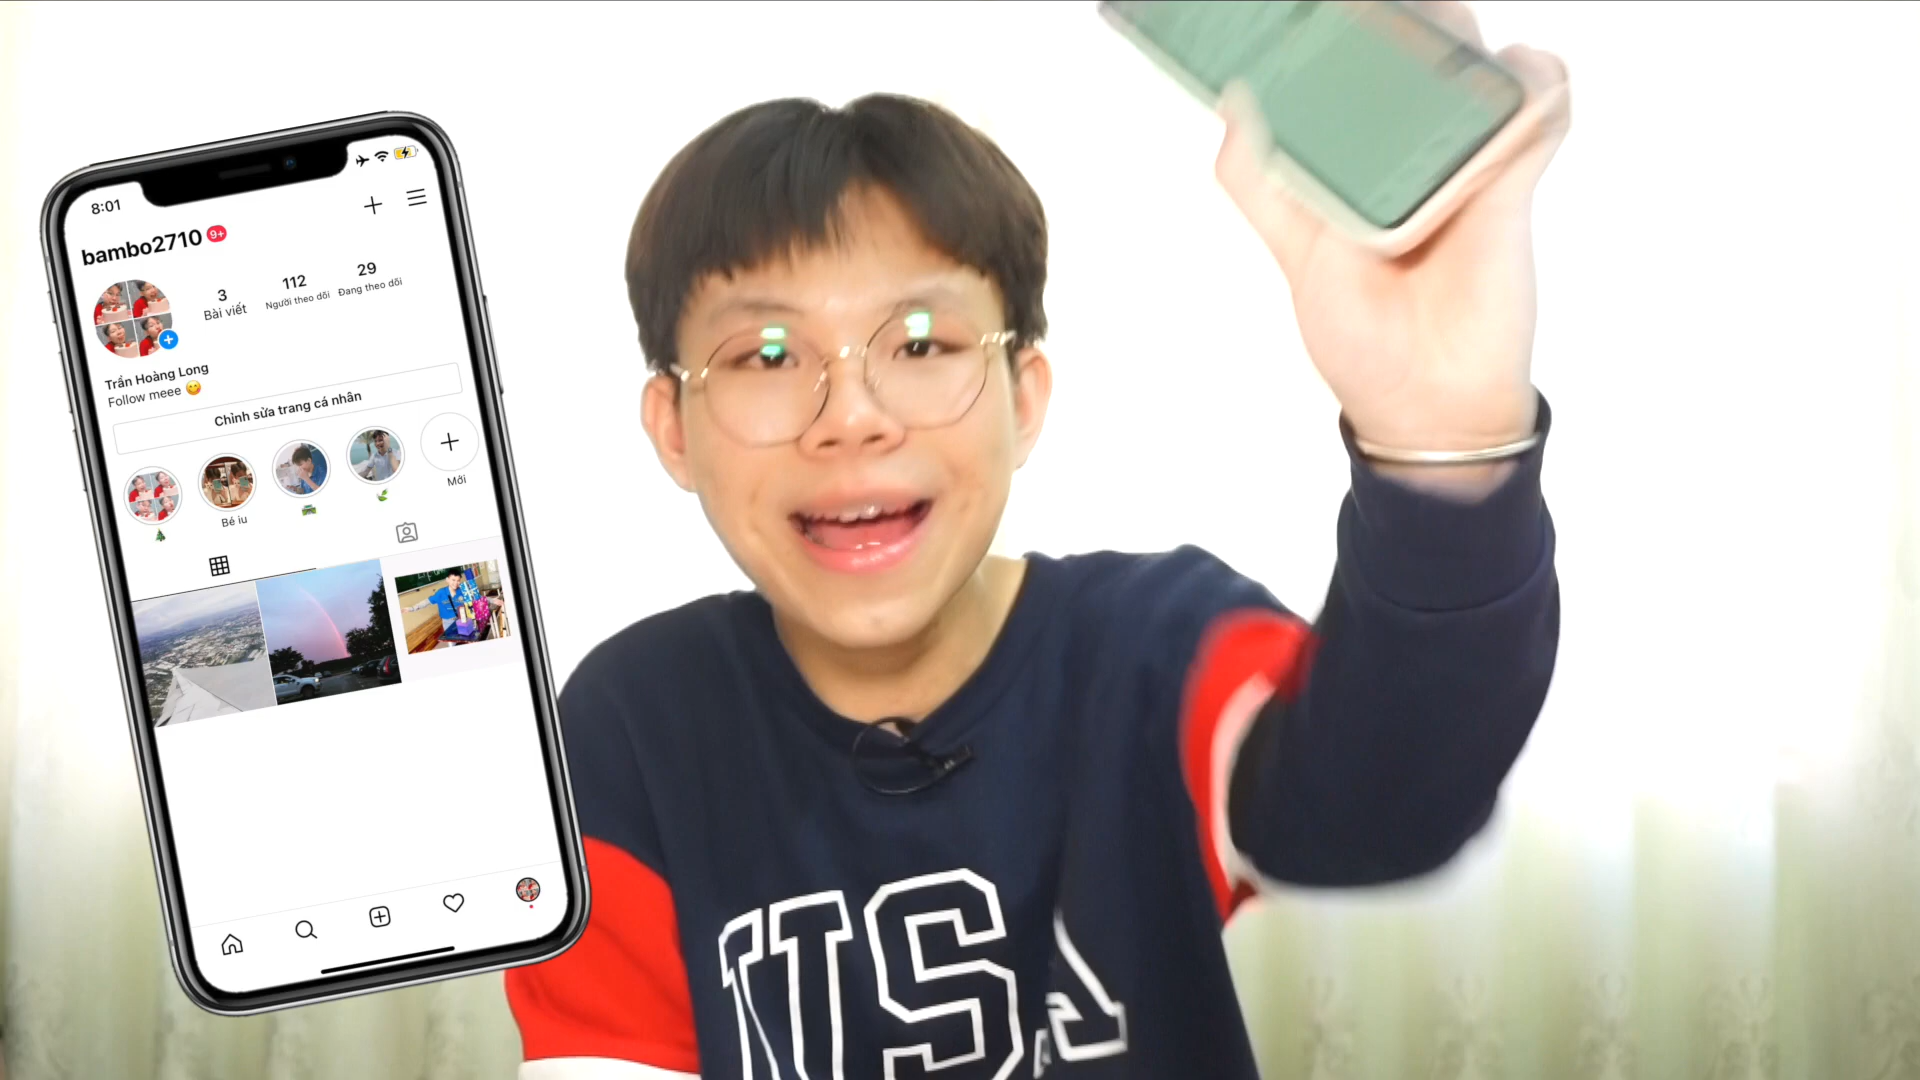 8:01
bambo2710 9+
3
Bài viết
112
Người theo dõi
29
Đang theo dõi
Trần Hoàng Long
Follow meee 😋
Chỉnh sửa trang cá nhân
Bé iu
Mới
USA